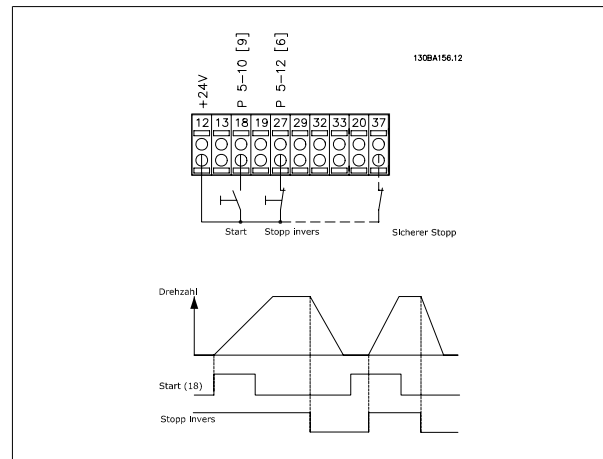 130BA156.12
+24V
P 5-10 [9]
P 5-12 [6]
12 13 18 19 27 29 32 33 20 37
Start Stopp invers Sicherer Stopp
Drehzahl
Start (18)
Stopp Invers